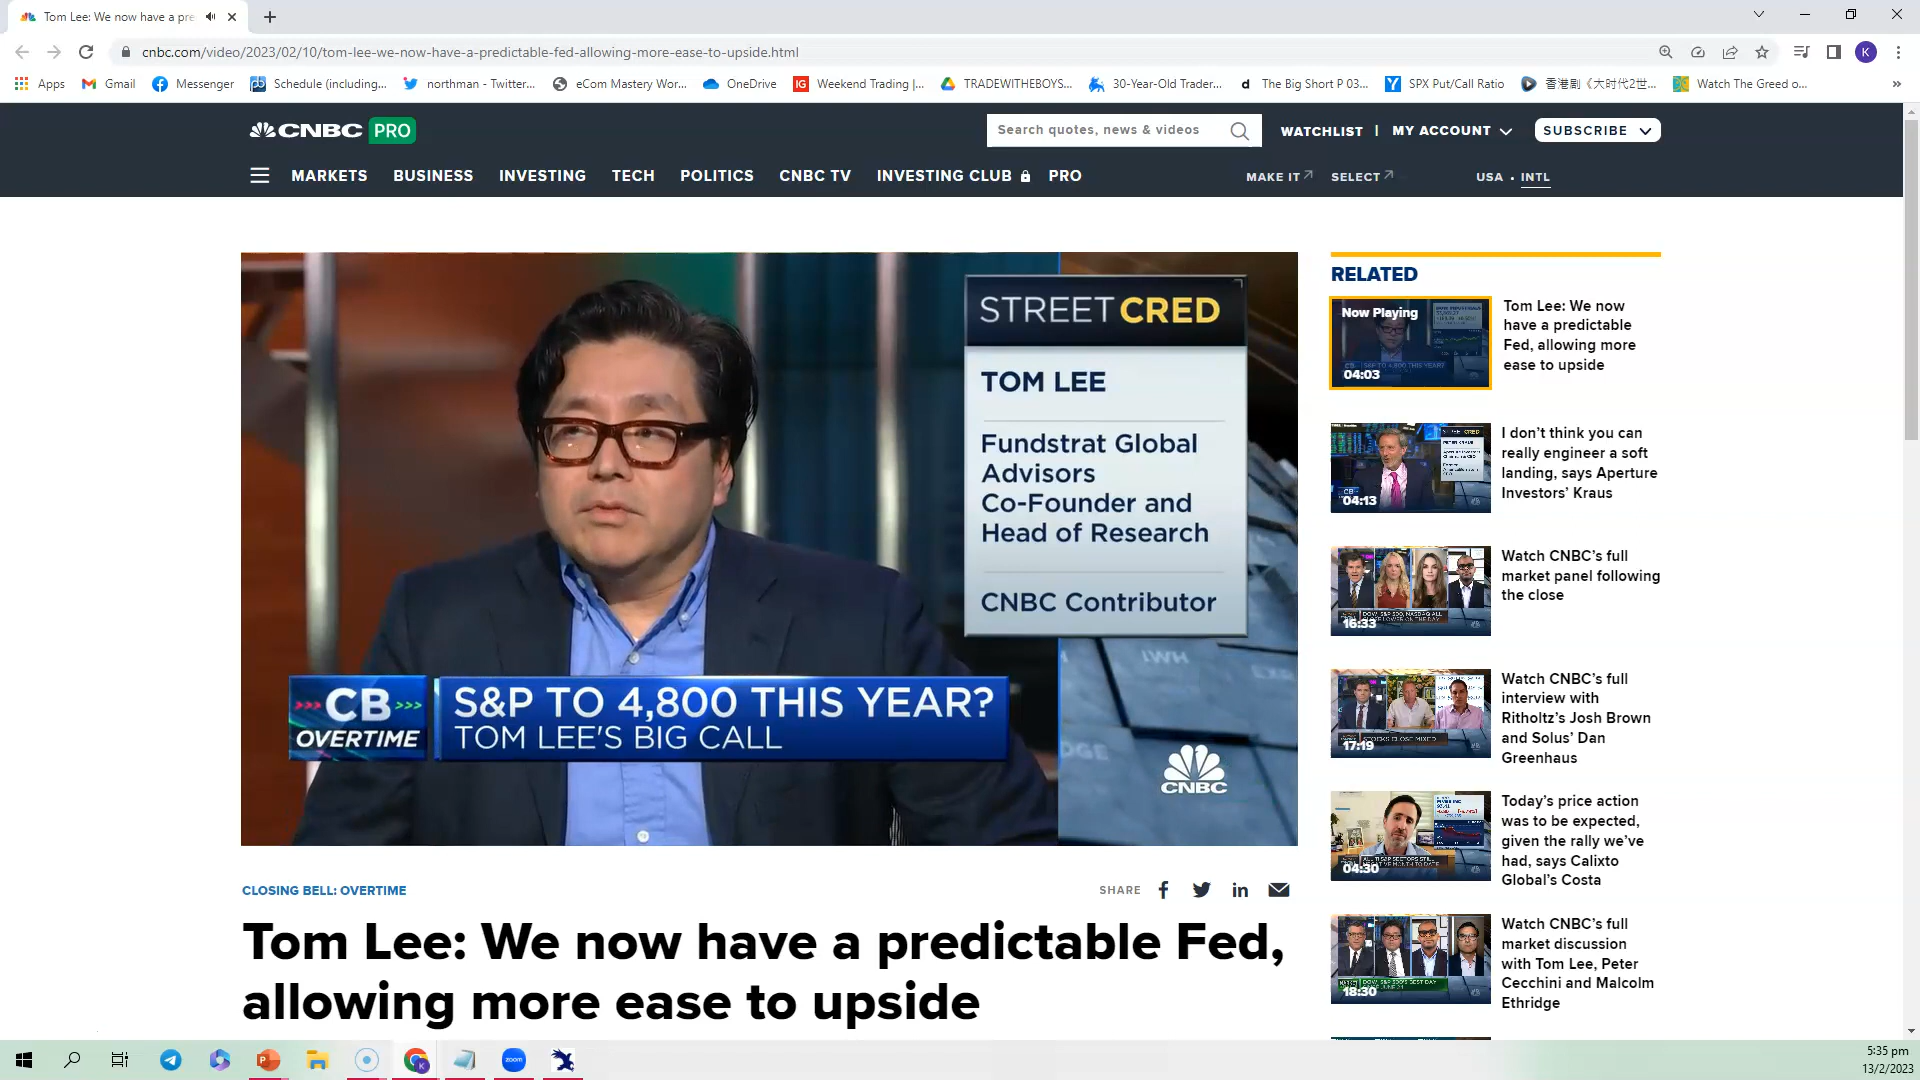 Tom Lee: We now have a pre
cnbc.com/video/2023/02/10/tom-lee-we-now-have-a-predictable-fed-allowing-more-ease-to-upside.html
K
Apps
Gmail
Messenger
Schedule (including...
northman - Twitter...
eCom Mastery Wor...
OneDrive
IG
Weekend Trading |...
TRADEWITHEBOYS...
30-Year-Old Trader...
d
The Big Short P 03...
SPX Put/Call Ratio
香港剧《大时代2世...
Watch The Greed o...
CNBC PRO
Search quotes, news & videos
WATCHLIST | MY ACCOUNT
SUBSCRIBE
MARKETS BUSINESS INVESTING TECH POLITICS CNBC TV INVESTING CLUB PRO
MAKE IT SELECT
USA • INTL
STREET CRED
TOM LEE
Fundstrat Global
Advisors
Co-Founder and
Head of Research
CNBC Contributor
>>> CB >>>
OVERTIME
S&P TO 4,800 THIS YEAR?
TOM LEE'S BIG CALL
CNBC
CLOSING BELL: OVERTIME
SHARE
Tom Lee: We now have a predictable Fed,
allowing more ease to upside
RELATED
Now Playing
04:03
Tom Lee: We now
have a predictable
Fed, allowing more
ease to upside
04:13
I don't think you can
really engineer a soft
landing, says Aperture
Investors' Kraus
16:33
Watch CNBC's full
market panel following
the close
17:19
Watch CNBC's full
interview with
Ritholtz's Josh Brown
and Solus' Dan
Greenhaus
04:30
Today's price action
was to be expected,
given the rally we've
had, says Calixto
Global's Costa
18:30
Watch CNBC's full
market discussion
with Tom Lee, Peter
Cecchini and Malcolm
Ethridge
zoom
5:35 pm
13/2/2023